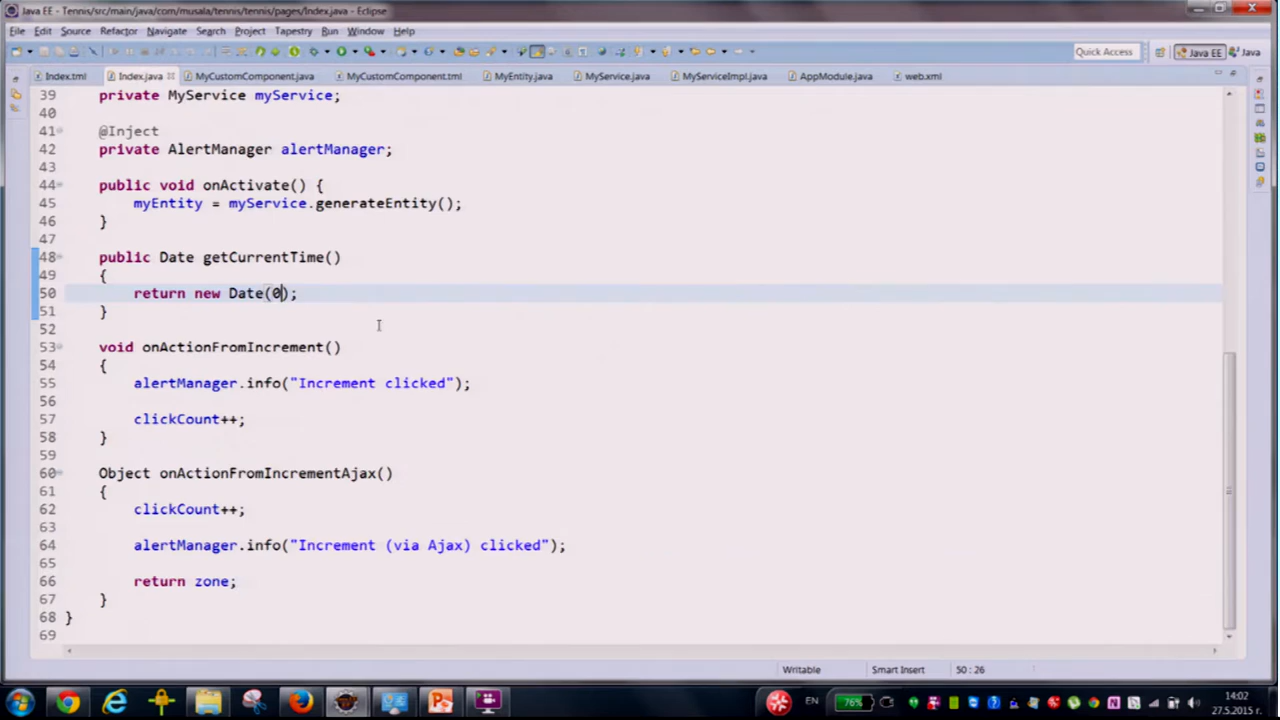 Java EE - Tennis/src/main/java/com/musala/tennis/tennis/pages/Index.java - Eclipse
File Edit Source Refactor Navigate Search Project Tapestry Run Window Help
Quick Access Java EE Java
Index.tml Index.java MyCustomComponent.java MyCustomComponent.tml MyEntity.java MyService.java MyServiceImpl.java AppModule.java web.xml
39 private MyService myService;
40
41 @Inject
42 private AlertManager alertManager;
43
44 public void onActivate() {
45 myEntity = myService.generateEntity();
46 }
47
48 public Date getCurrentTime()
49 {
50 return new Date(0);
51 }
52
53 void onActionFromIncrement()
54 {
55 alertManager.info("Increment clicked");
56
57 clickCount++;
58 }
59
60 Object onActionFromIncrementAjax()
61 {
62 clickCount++;
63
64 alertManager.info("Increment (via Ajax) clicked");
65
66 return zone;
67 }
68 }
69
Writable Smart Insert 50 : 26
EN 76% 14:02
27.5.2015 г.